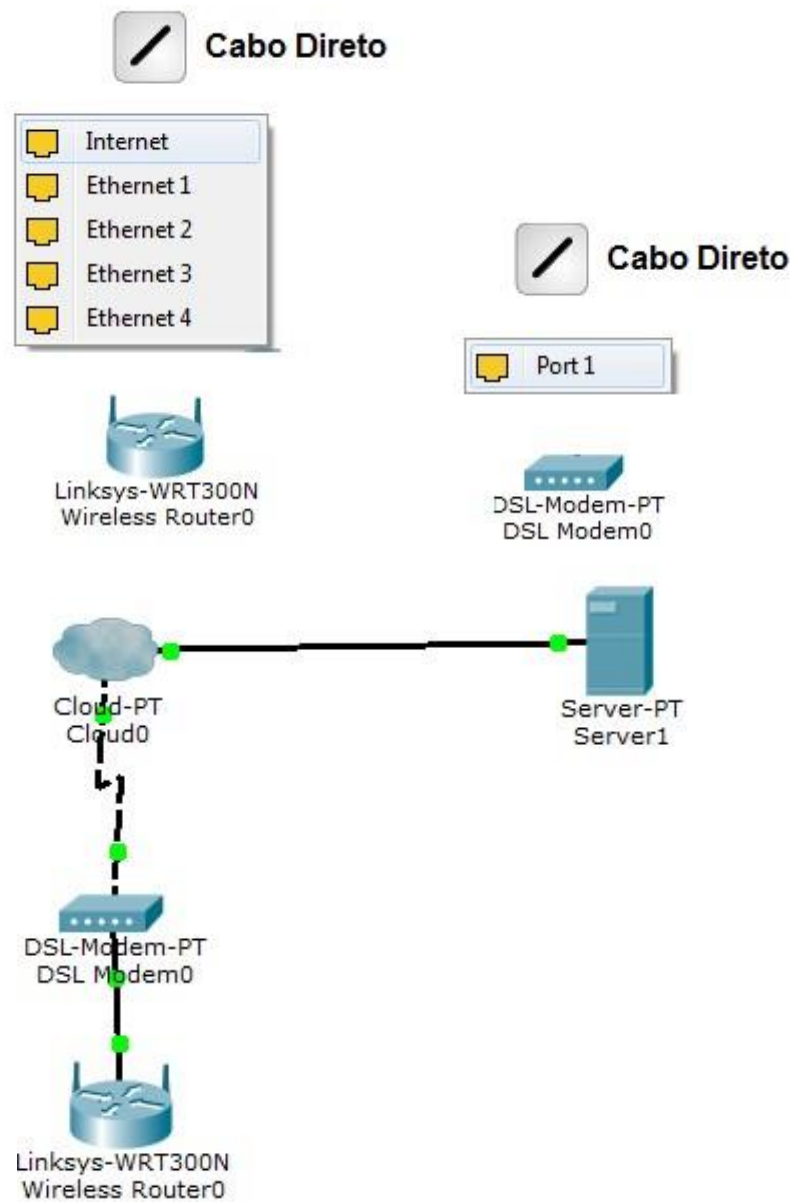 Cabo Direto
Internet
Ethernet 1
Ethernet 2
Ethernet 3
Ethernet 4
Cabo Direto
Port 1
Linksys-WRT300N
Wireless Router0
DSL-Modem-PT
DSL Modem0
Cloud-PT
Cloud0
Server-PT
Server1
DSL-Modem-PT
DSL Modem0
Linksys-WRT300N
Wireless Router0